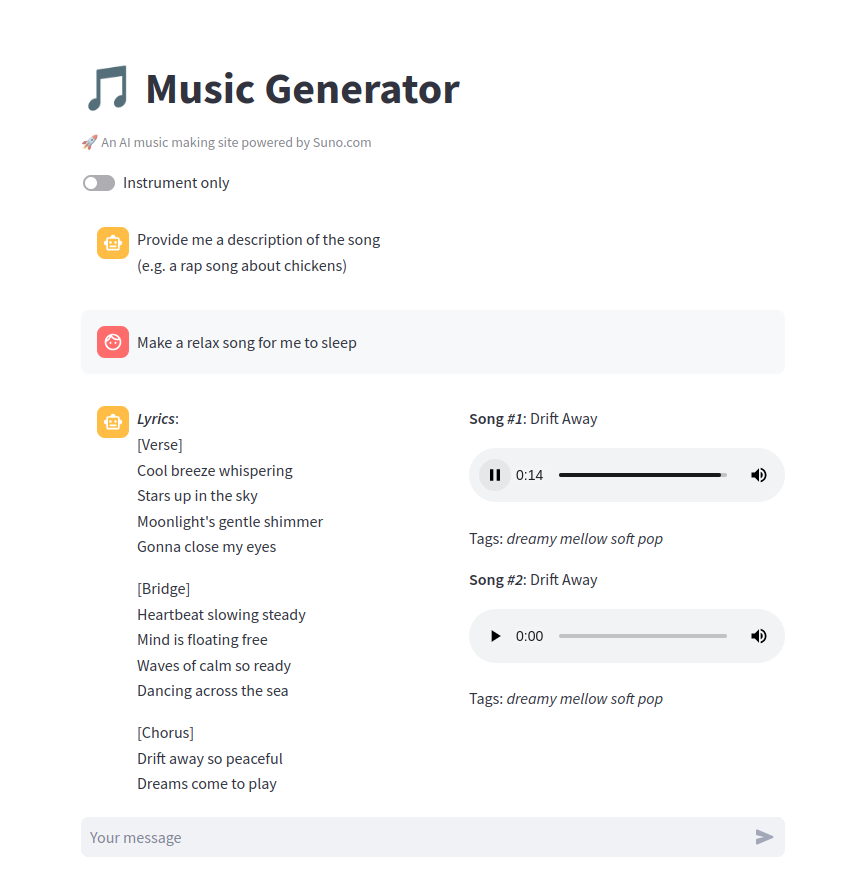 Music Generator
🚀 An AI music making site powered by Suno.com
Instrument only
Provide me a description of the song
(e.g. a rap song about chickens)
Make a relax song for me to sleep
Lyrics:
[Verse]
Cool breeze whispering
Stars up in the sky
Moonlight's gentle shimmer
Gonna close my eyes
[Bridge]
Heartbeat slowing steady
Mind is floating free
Waves of calm so ready
Dancing across the sea
[Chorus]
Drift away so peaceful
Dreams come to play
Song #1: Drift Away
0:14
Tags: dreamy mellow soft pop
Song #2: Drift Away
0:00
Tags: dreamy mellow soft pop
Your message